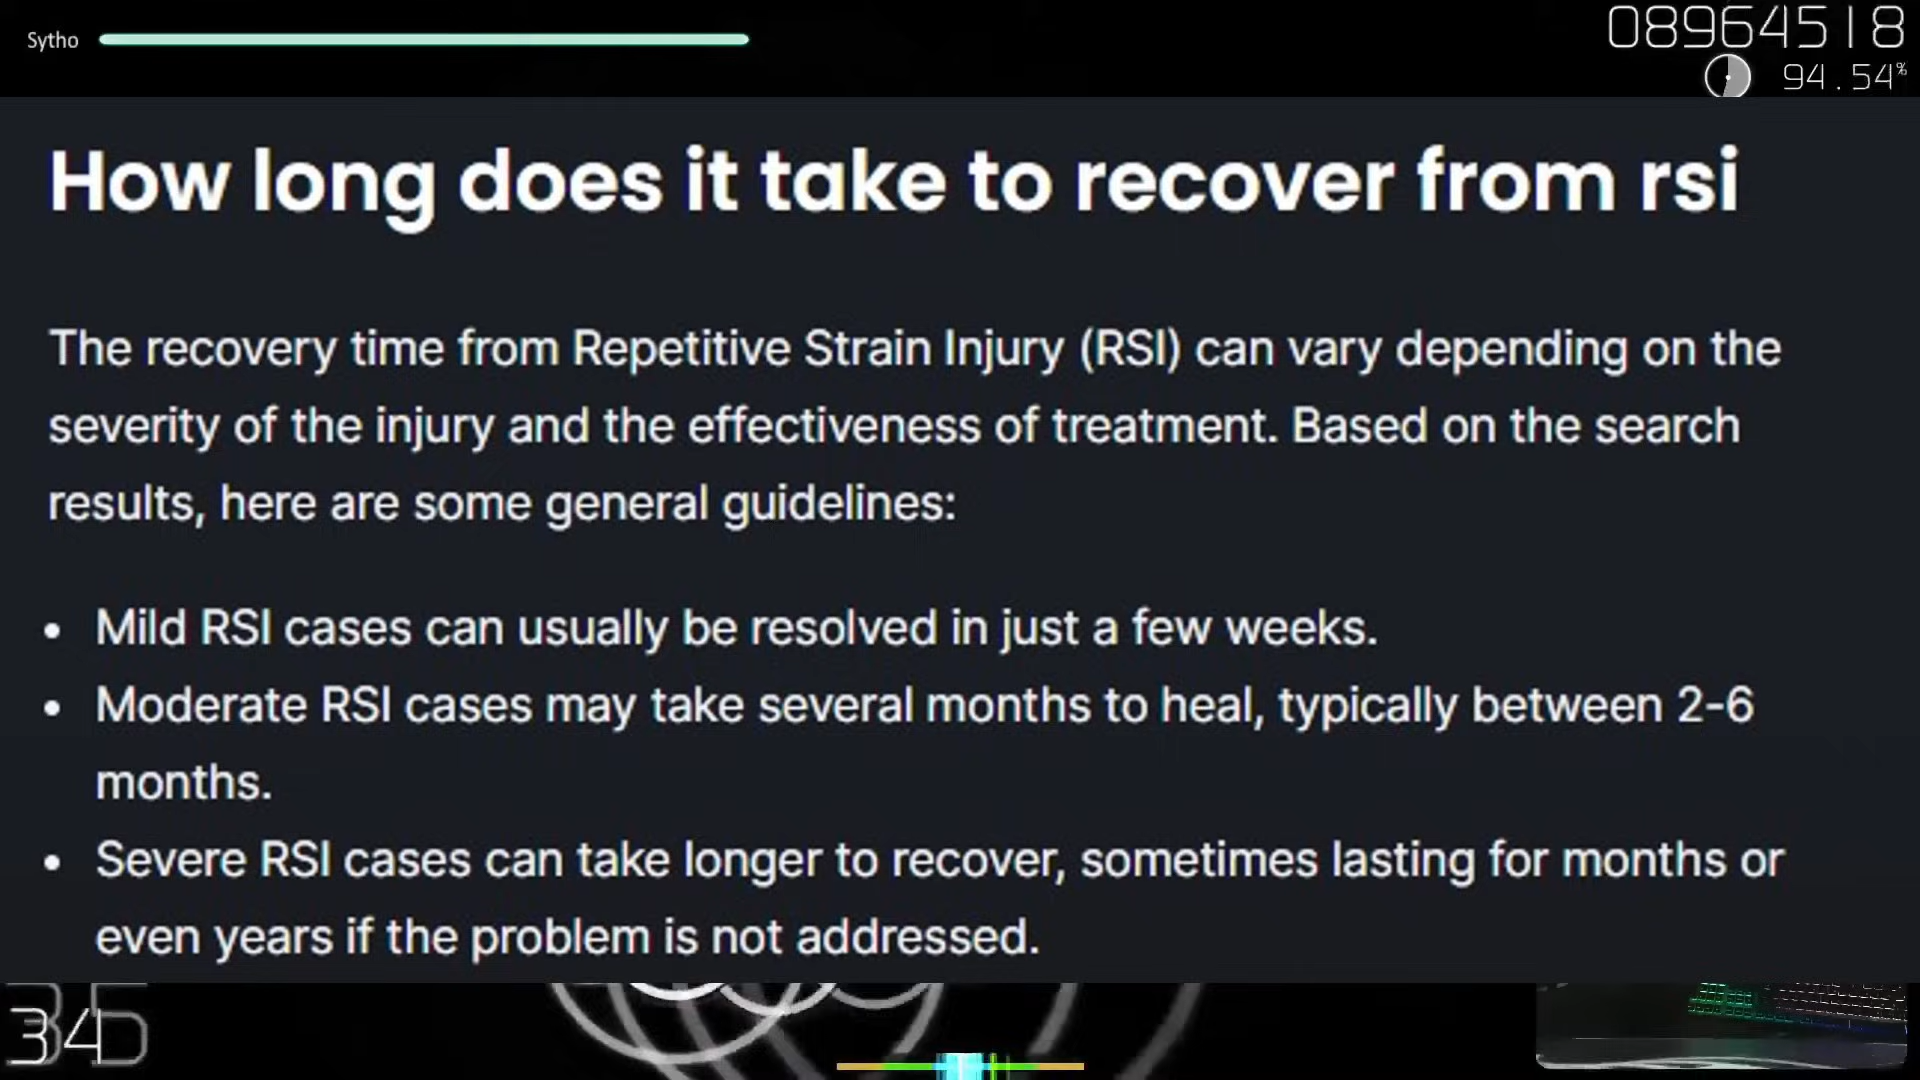 Sytho
08964518
94.54%
How long does it take to recover from rsi
The recovery time from Repetitive Strain Injury (RSI) can vary depending on the
severity of the injury and the effectiveness of treatment. Based on the search
results, here are some general guidelines:
• Mild RSI cases can usually be resolved in just a few weeks.
• Moderate RSI cases may take several months to heal, typically between 2-6
months.
• Severe RSI cases can take longer to recover, sometimes lasting for months or
even years if the problem is not addressed.
34